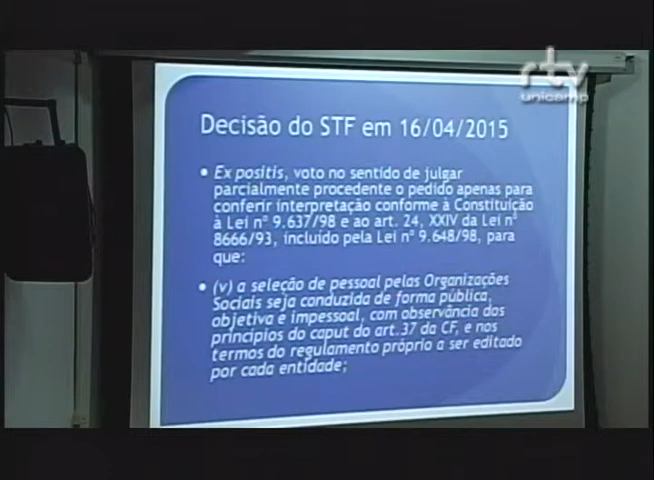 rtv
unicamp
Decisão do STF em 16/04/2015
• Ex positis, voto no sentido de julgar
parcialmente procedente o pedido apenas para
conferir interpretação conforme à Constituição
à Lei nº 9.637/98 e ao art. 24, XXIV da Lei nº
8666/93, incluído pela Lei nº 9.648/98, para
que:
• (v) a seleção de pessoal pelas Organizações
Sociais seja conduzida de forma pública,
objetiva e impessoal, com observância dos
princípios do caput do art.37 da CF, e nos
termos do regulamento próprio a ser editado
por cada entidade;